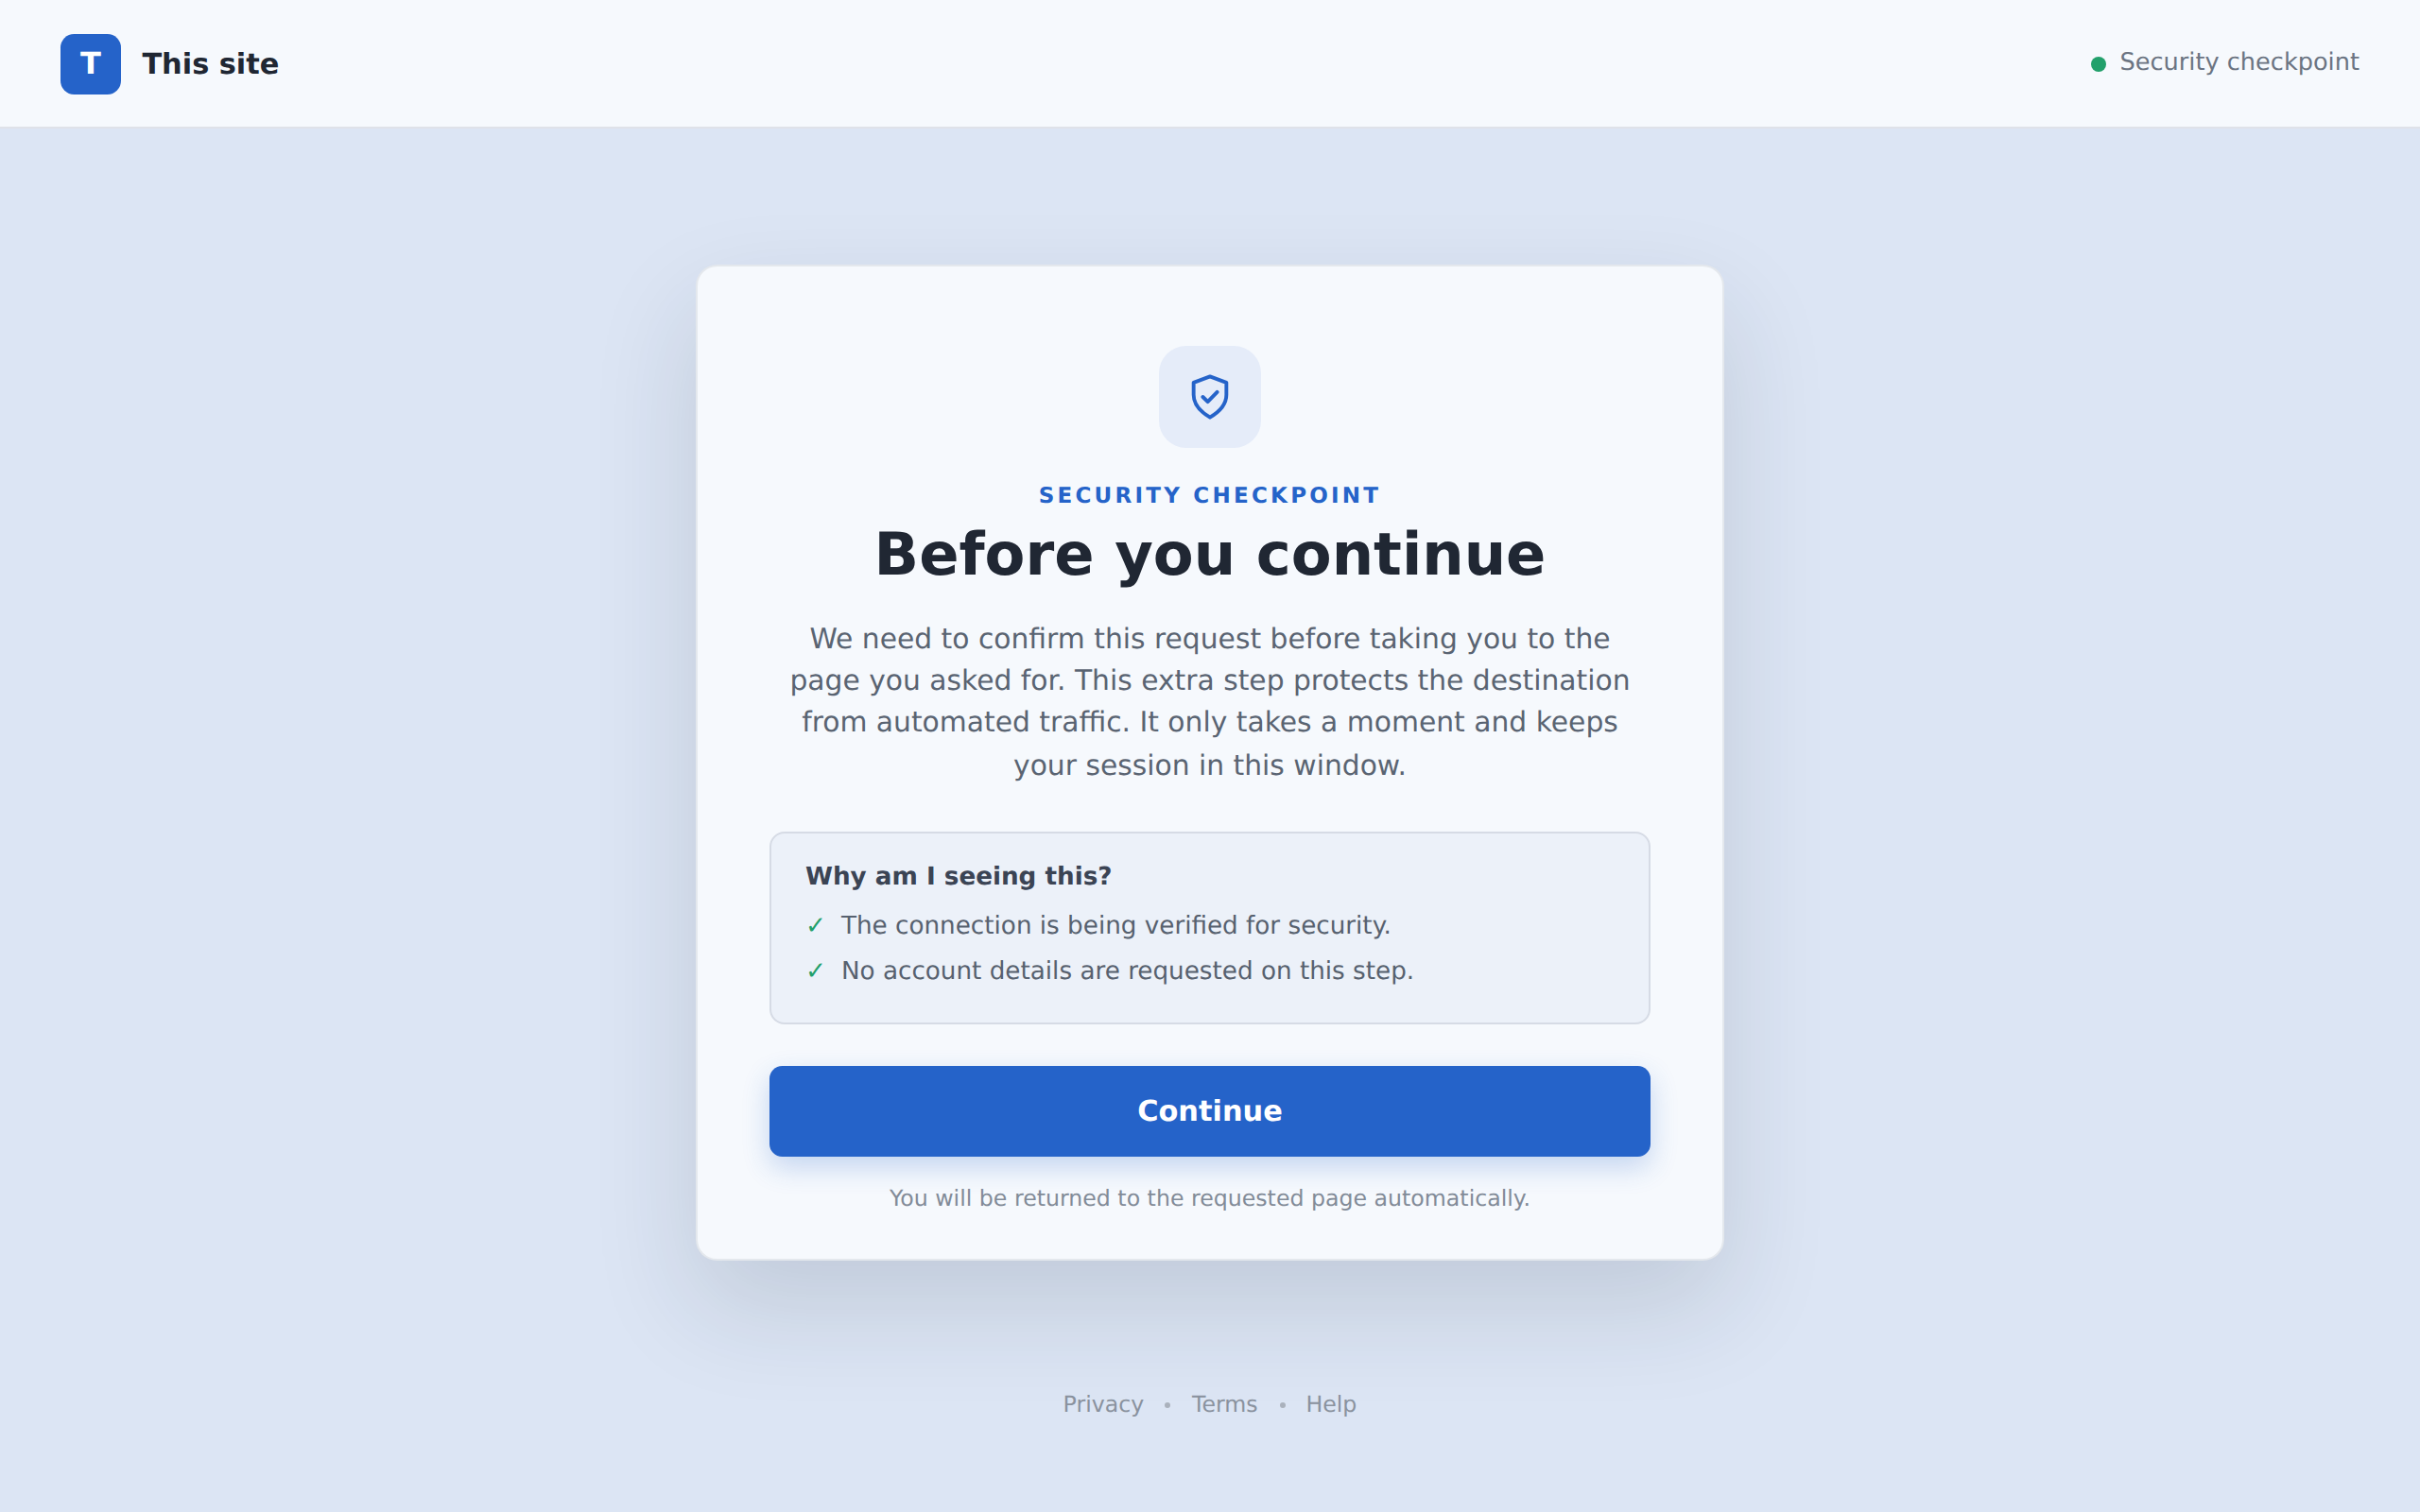 T
This site
Security checkpoint
SECURITY CHECKPOINT
Before you continue
We need to confirm this request before taking you to the
page you asked for. This extra step protects the destination
from automated traffic. It only takes a moment and keeps
your session in this window.
Why am I seeing this?
✓ The connection is being verified for security.
✓ No account details are requested on this step.
Continue
You will be returned to the requested page automatically.
Privacy • Terms • Help